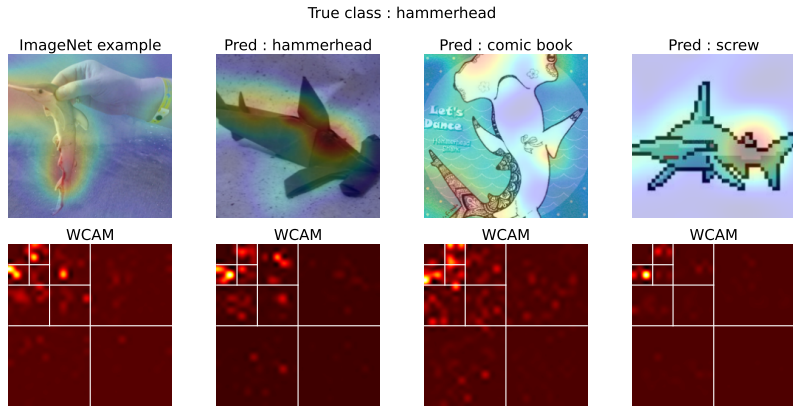 True class : hammerhead
ImageNet example
Pred : hammerhead
Pred : comic book
Pred : screw
Let's
Dance
WCAM
WCAM
WCAM
WCAM